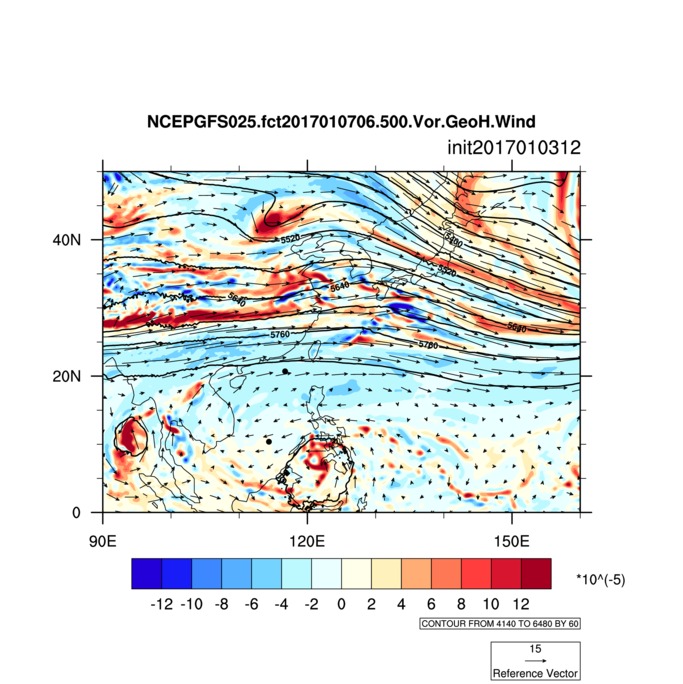 NCEPGFS025.fct2017010706.500.Vor.GeoH.Wind
init2017010312
40N
20N
0
5520
5400
5520
5640
5640
5640
5760
5760
90E 120E 150E
-12 -10 -8 -6 -4 -2 0 2 4 6 8 10 12
*10^(-5)
CONTOUR FROM 4140 TO 6480 BY 60
15
Reference Vector